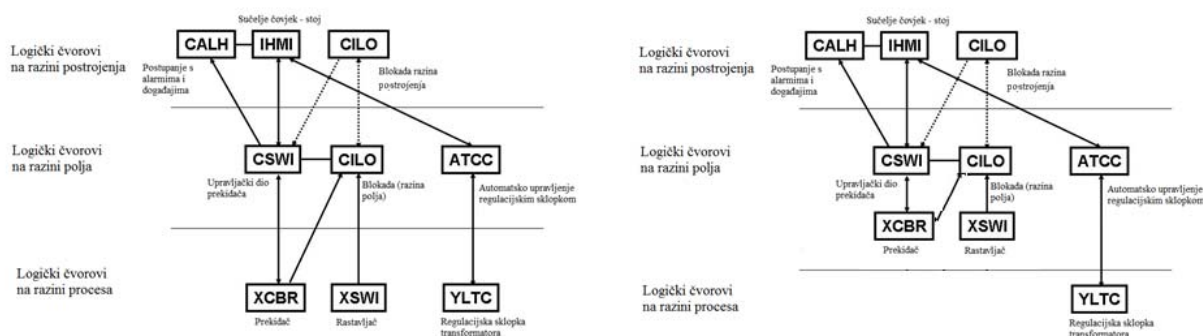 Sučelje čovjek - stoj
Logički čvorovi
na razini postrojenja
CALH
IHMI
CILO
Postupanje s
alarmima i
događajima
Blokada razina
postrojenja
Logički čvorovi
na razini polja
CSWI
CILO
ATCC
Upravljački dio
prekidača
Blokada (razina
polja)
Automatsko upravljenje
regulacijskim sklopkom
Logički čvorovi
na razini procesa
XCBR
XSWI
YLTC
Prekidač
Rastavljač
Regulacijska sklopka
transformatora
Sučelje čovjek - stoj
Logički čvorovi
na razini postrojenja
CALH
IHMI
CILO
Postupanje s
alarmima i
događajima
Blokada razina
postrojenja
Logički čvorovi
na razini polja
CSWI
CILO
ATCC
Upravljački dio
prekidača
Blokada (razina
polja)
Automatsko upravljenje
regulacijskim sklopkom
XCBR
XSWI
Prekidač
Rastavljač
Logički čvorovi
na razini procesa
YLTC
Regulacijska sklopka
transformatora